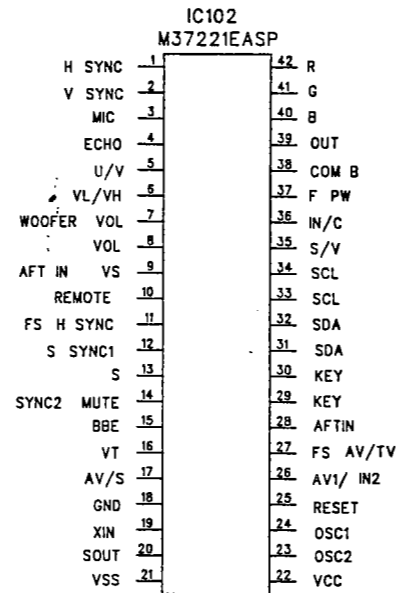 IC102
M37221EASP
H SYNC 1 42 R
V SYNC 2 41 G
MIC 3 40 B
ECHO 4 39 OUT
U/V 5 38 COM B
VL/VH 6 37 F PW
WOOFER VOL 7 36 IN/C
VOL 8 35 S/V
AFT IN VS 9 34 SCL
REMOTE 10 33 SCL
FS H SYNC 11 32 SDA
S SYNC1 12 31 SDA
S 13 30 KEY
SYNC2 MUTE 14 29 KEY
BBE 15 28 AFTIN
VT 16 27 FS AV/TV
AV/S 17 26 AV1/ IN2
GND 18 25 RESET
XIN 19 24 OSC1
SOUT 20 23 OSC2
VSS 21 22 VCC